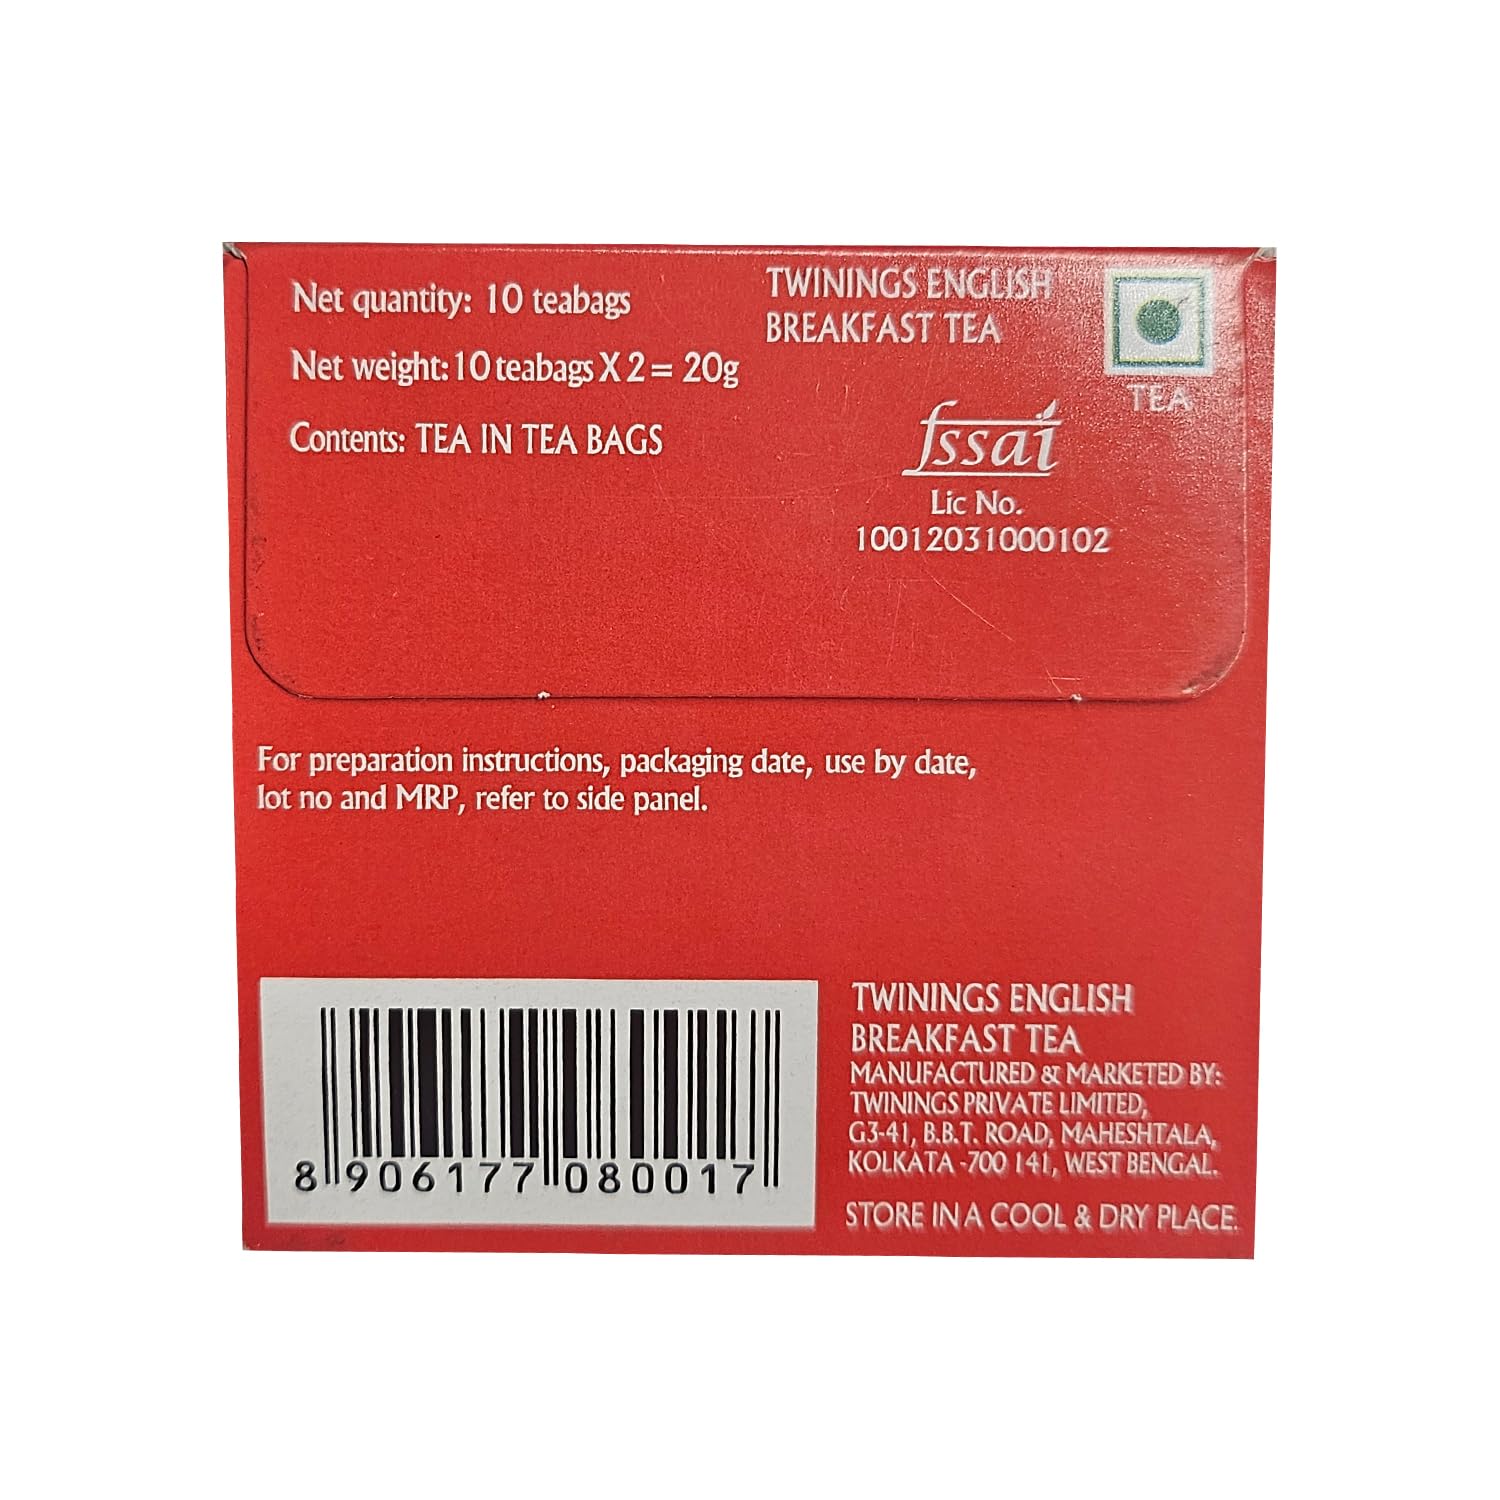 Net quantity: 10 teabags
Net weight: 10 teabags X 2 = 20g
Contents: TEA IN TEA BAGS
TWININGS ENGLISH
BREAKFAST TEA
TEA
fssai
Lic No.
10012031000102
For preparation instructions, packaging date, use by date,
lot no and MRP, refer to side panel.
8 906177 080017
TWININGS ENGLISH
BREAKFAST TEA
MANUFACTURED & MARKETED BY:
TWININGS PRIVATE LIMITED,
G3-41, B.B.T. ROAD, MAHESHTALA,
KOLKATA -700 141, WEST BENGAL.
STORE IN A COOL & DRY PLACE.